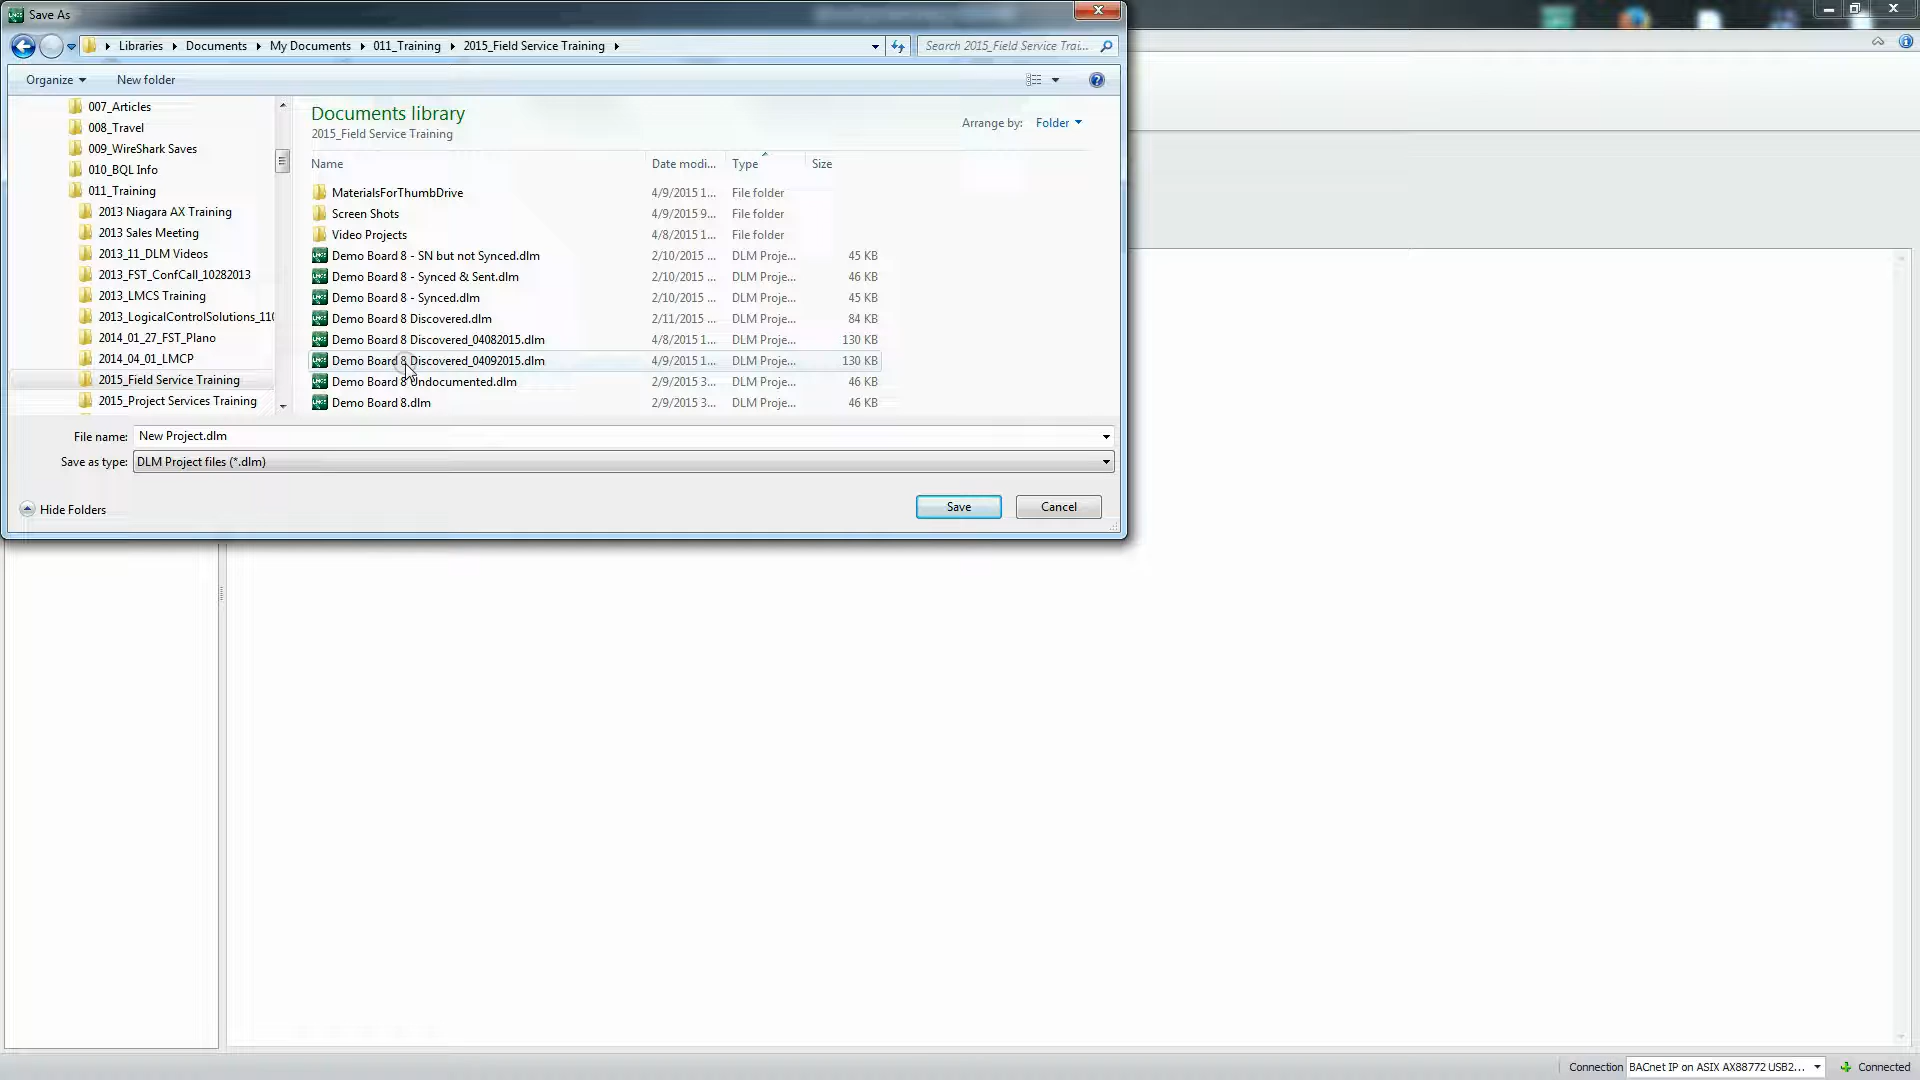 Save As
Libraries Documents My Documents 011_Training 2015_Field Service Training
Search 2015_Field Service Trai...
Organize New folder
007_Articles
008_Travel
009_WireShark Saves
010_BQL Info
011_Training
2013 Niagara AX Training
2013 Sales Meeting
2013_11_DLM Videos
2013_FST_ConfCall_10282013
2013_LMCS Training
2013_LogicalControlSolutions_110
2014_01_27_FST_Plano
2014_04_01_LMCP
2015_Field Service Training
2015_Project Services Training
Documents library
2015_Field Service Training
Arrange by: Folder
Name Date modi... Type Size
MaterialsForThumbDrive 4/9/2015 1... File folder
Screen Shots 4/9/2015 9... File folder
Video Projects 4/8/2015 1... File folder
Demo Board 8 - SN but not Synced.dlm 2/10/2015 ... DLM Proje... 45 KB
Demo Board 8 - Synced & Sent.dlm 2/10/2015 ... DLM Proje... 46 KB
Demo Board 8 - Synced.dlm 2/10/2015 ... DLM Proje... 45 KB
Demo Board 8 Discovered.dlm 2/11/2015 ... DLM Proje... 84 KB
Demo Board 8 Discovered_04082015.dlm 4/8/2015 1... DLM Proje... 130 KB
Demo Board 8 Discovered_04092015.dlm 4/9/2015 1... DLM Proje... 130 KB
Demo Board 8 Undocumented.dlm 2/9/2015 3... DLM Proje... 46 KB
Demo Board 8.dlm 2/9/2015 3... DLM Proje... 46 KB
File name: New Project.dlm
Save as type: DLM Project files (*.dlm)
Hide Folders
Save Cancel
Connection BACnet IP on ASIX AX88772 USB2... Connected